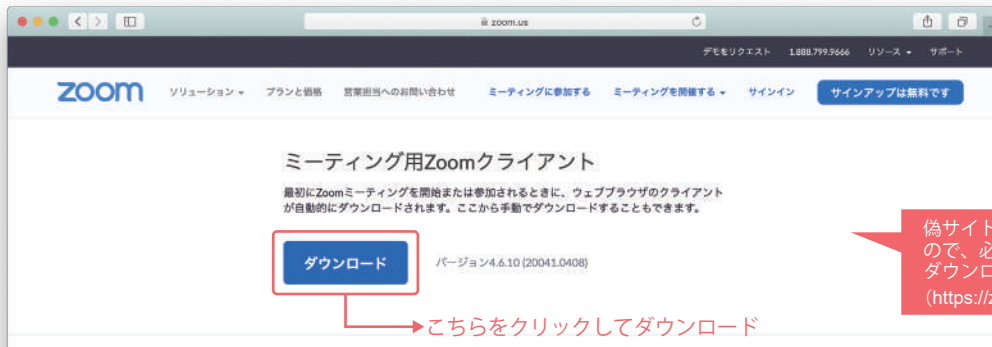 zoom.us
デモをリクエスト 1.888.799.9666 リソース サポート
zoom ソリューション プランと価格 営業担当へのお問い合わせ ミーティングに参加する ミーティングを開催する サインイン サインアップは無料です
ミーティング用Zoomクライアント
最初にZoomミーティングを開始または参加されるときに、ウェブブラウザのクライアント
が自動的にダウンロードされます。ここから手動でダウンロードすることもできます。
ダウンロード バージョン4.6.10 (20041.0408)
偽サイト
ので、必
ダウンロ
(https://z
こちらをクリックしてダウンロード